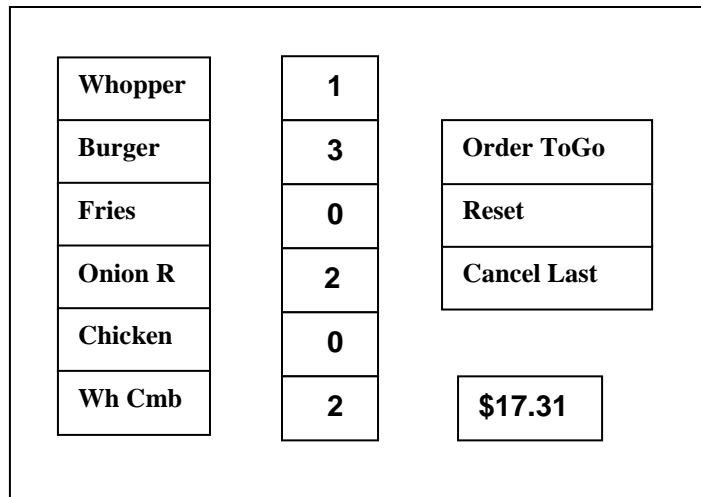 Whopper 1
Burger 3 Order ToGo
Fries 0 Reset
Onion R 2 Cancel Last
Chicken 0
Wh Cmb 2 $17.31